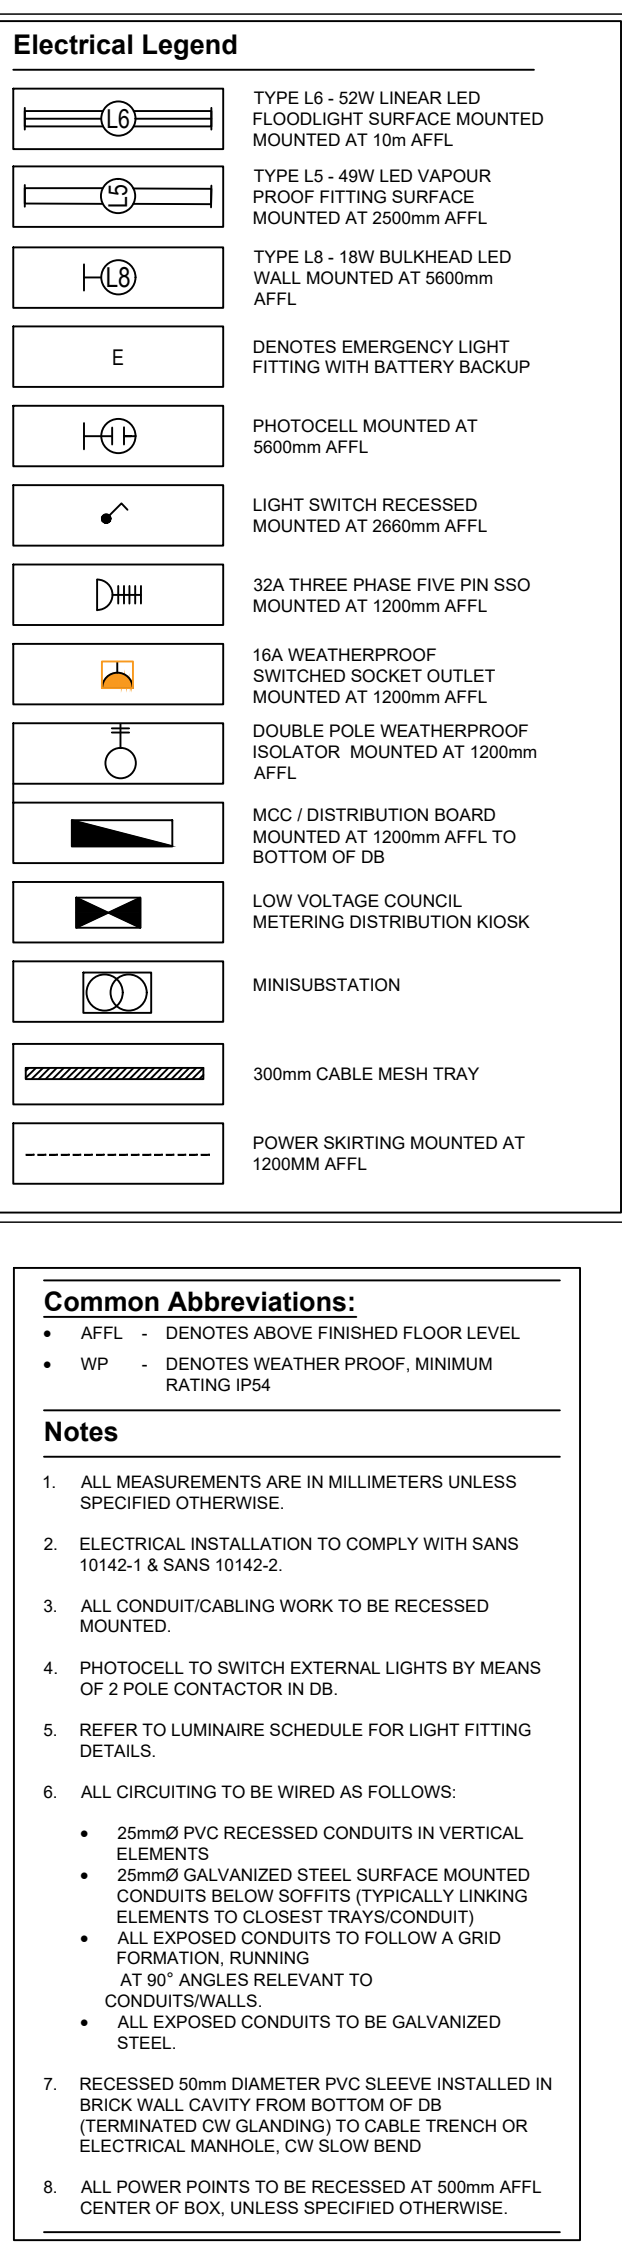 Electrical Legend
L6
TYPE L6 - 52W LINEAR LED
FLOODLIGHT SURFACE MOUNTED
MOUNTED AT 10m AFFL
L5
TYPE L5 - 49W LED VAPOUR
PROOF FITTING SURFACE
MOUNTED AT 2500mm AFFL
L8
TYPE L8 - 18W BULKHEAD LED
WALL MOUNTED AT 5600mm
AFFL
E
DENOTES EMERGENCY LIGHT
FITTING WITH BATTERY BACKUP
PHOTOCELL MOUNTED AT
5600mm AFFL
LIGHT SWITCH RECESSED
MOUNTED AT 2660mm AFFL
32A THREE PHASE FIVE PIN SSO
MOUNTED AT 1200mm AFFL
16A WEATHERPROOF
SWITCHED SOCKET OUTLET
MOUNTED AT 1200mm AFFL
DOUBLE POLE WEATHERPROOF
ISOLATOR MOUNTED AT 1200mm
AFFL
MCC / DISTRIBUTION BOARD
MOUNTED AT 1200mm AFFL TO
BOTTOM OF DB
LOW VOLTAGE COUNCIL
METERING DISTRIBUTION KIOSK
MINISUBSTATION
300mm CABLE MESH TRAY
POWER SKIRTING MOUNTED AT
1200MM AFFL
Common Abbreviations:
• AFFL - DENOTES ABOVE FINISHED FLOOR LEVEL
• WP - DENOTES WEATHER PROOF, MINIMUM
RATING IP54
Notes
1. ALL MEASUREMENTS ARE IN MILLIMETERS UNLESS
SPECIFIED OTHERWISE.
2. ELECTRICAL INSTALLATION TO COMPLY WITH SANS
10142-1 & SANS 10142-2.
3. ALL CONDUIT/CABLING WORK TO BE RECESSED
MOUNTED.
4. PHOTOCELL TO SWITCH EXTERNAL LIGHTS BY MEANS
OF 2 POLE CONTACTOR IN DB.
5. REFER TO LUMINAIRE SCHEDULE FOR LIGHT FITTING
DETAILS.
6. ALL CIRCUITING TO BE WIRED AS FOLLOWS:
• 25mmØ PVC RECESSED CONDUITS IN VERTICAL
ELEMENTS
• 25mmØ GALVANIZED STEEL SURFACE MOUNTED
CONDUITS BELOW SOFFITS (TYPICALLY LINKING
ELEMENTS TO CLOSEST TRAYS/CONDUIT)
• ALL EXPOSED CONDUITS TO FOLLOW A GRID
FORMATION, RUNNING
AT 90° ANGLES RELEVANT TO
CONDUITS/WALLS.
• ALL EXPOSED CONDUITS TO BE GALVANIZED
STEEL.
7. RECESSED 50mm DIAMETER PVC SLEEVE INSTALLED IN
BRICK WALL CAVITY FROM BOTTOM OF DB
(TERMINATED CW GLANDING) TO CABLE TRENCH OR
ELECTRICAL MANHOLE, CW SLOW BEND
8. ALL POWER POINTS TO BE RECESSED AT 500mm AFFL
CENTER OF BOX, UNLESS SPECIFIED OTHERWISE.